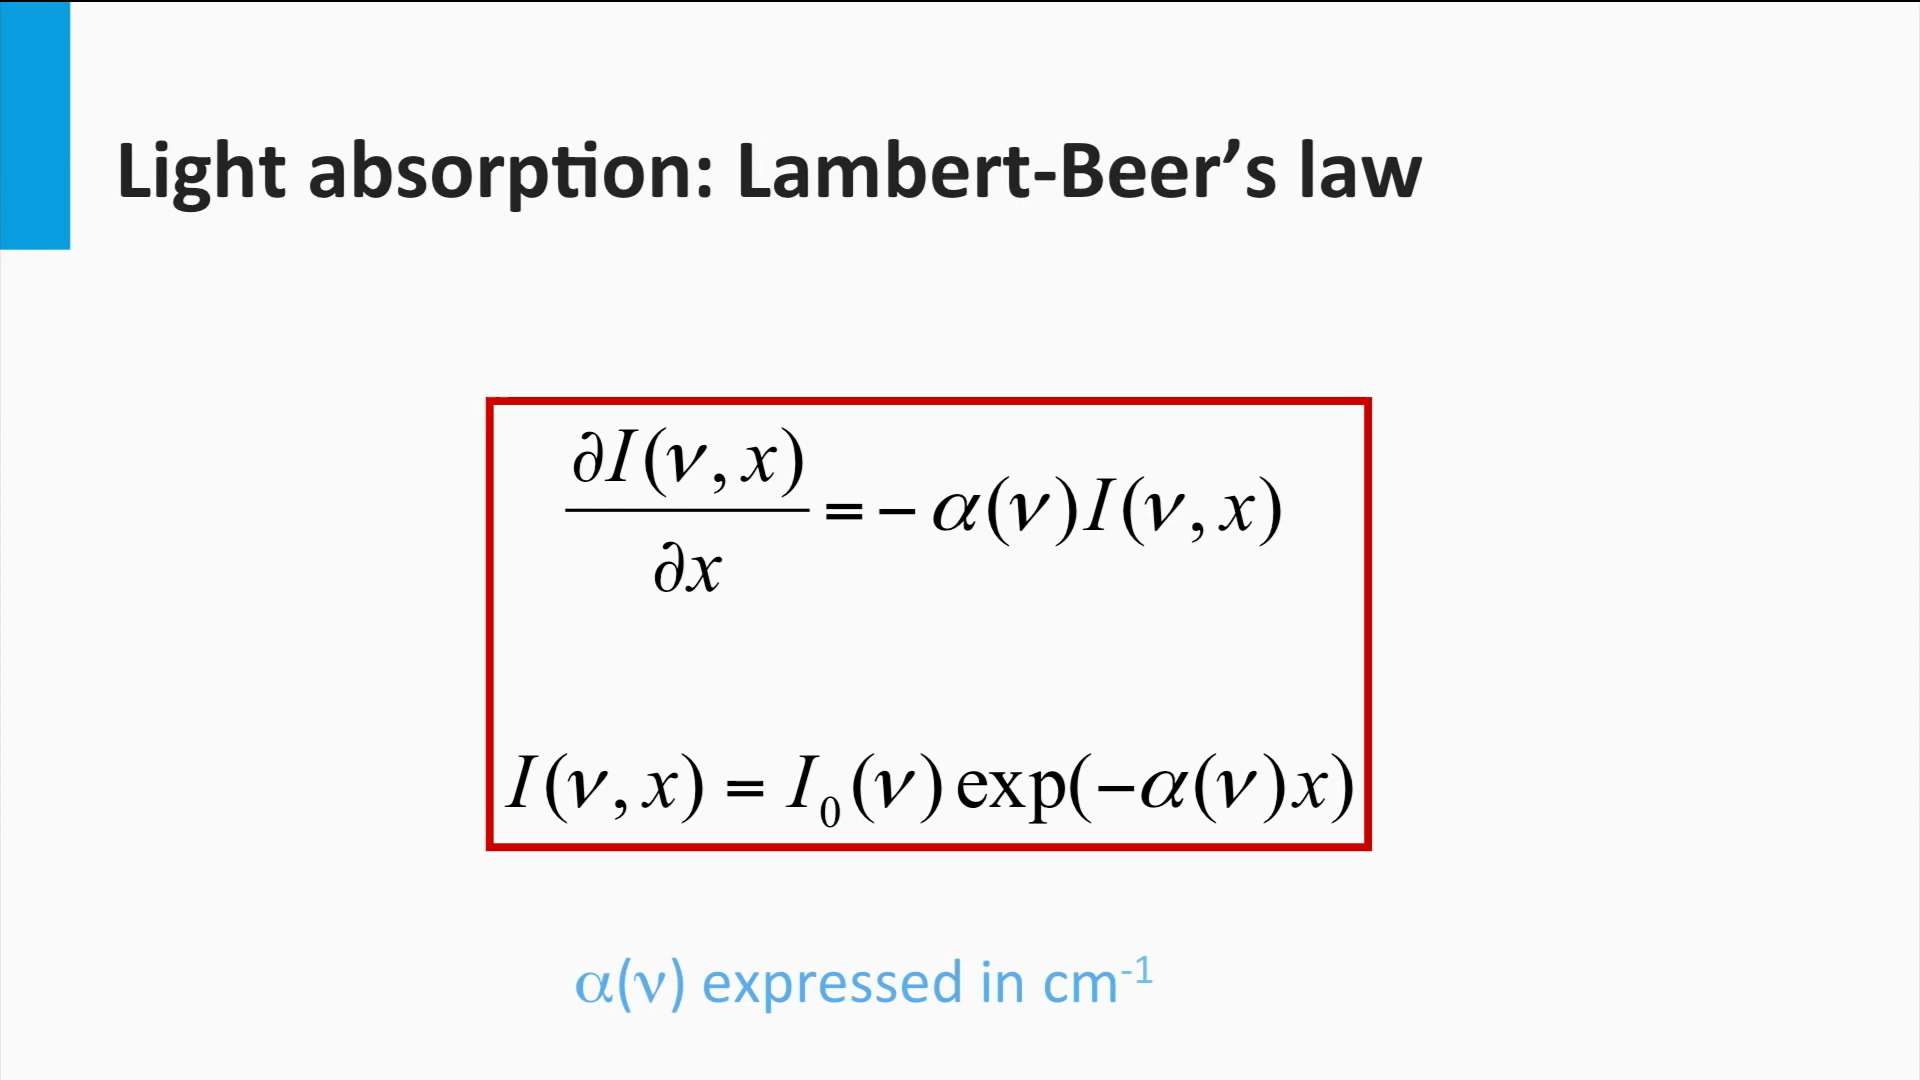 Light absorption: Lambert-Beer’s law
∂I(ν,x)
∂x
=−α(ν)I(ν,x)
I(ν,x) = I₀(ν)exp(−α(ν)x)
α(ν) expressed in cm⁻¹